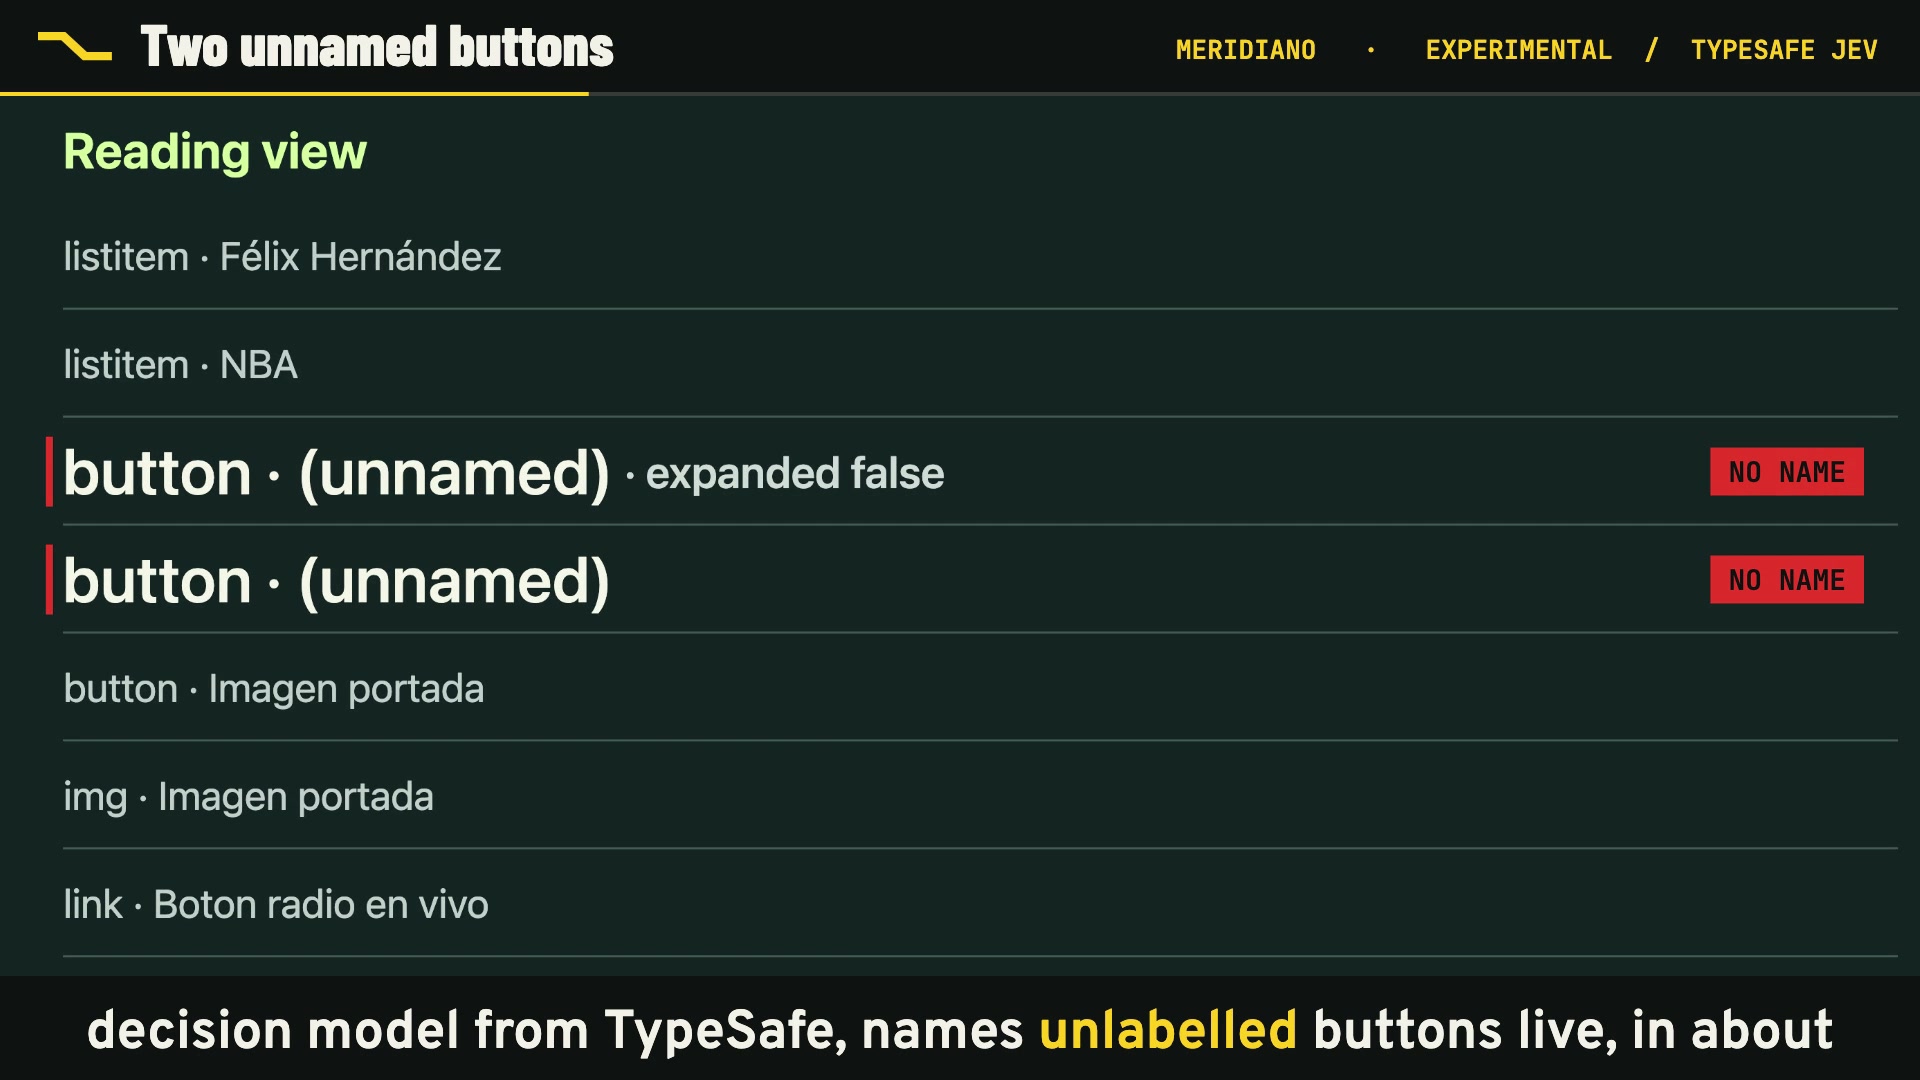 Two unnamed buttons
MERIDIANO · EXPERIMENTAL / TYPESAFE JEV
Reading view
listitem · Félix Hernández
listitem · NBA
button · (unnamed) · expanded false NO NAME
button · (unnamed) NO NAME
button · Imagen portada
img · Imagen portada
link · Boton radio en vivo
decision model from TypeSafe, names unlabelled buttons live, in about